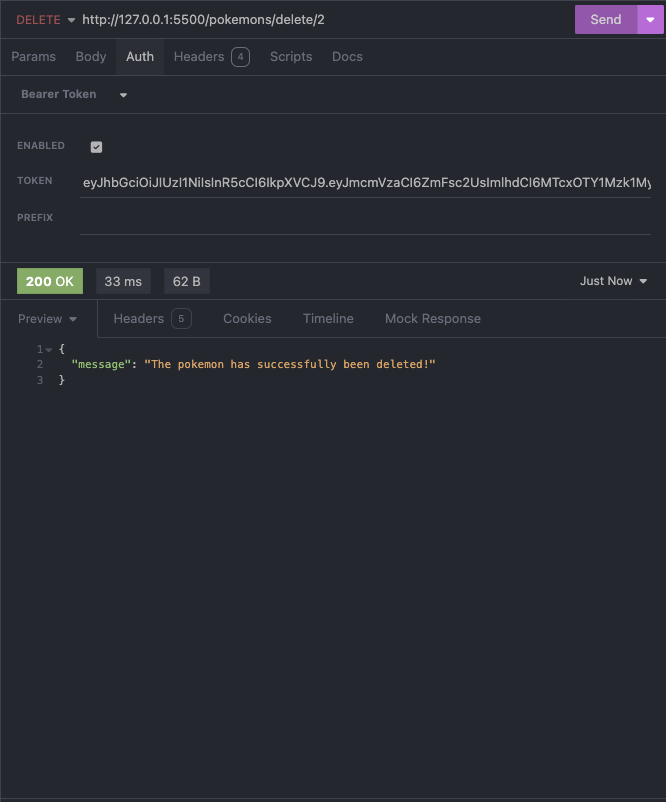 DELETE http://127.0.0.1:5500/pokemons/delete/2 Send
Params Body Auth Headers 4 Scripts Docs
Bearer Token
ENABLED
TOKEN eyJhbGciOiJIUzI1NiIsInR5cCI6IkpXVCJ9.eyJmcmVzaCI6ZmFsc2UsImlhdCI6MTcxOTY1Mzk1My
PREFIX
200 OK 33 ms 62 B Just Now
Preview Headers 5 Cookies Timeline Mock Response
1 {
2 "message": "The pokemon has successfully been deleted!"
3 }